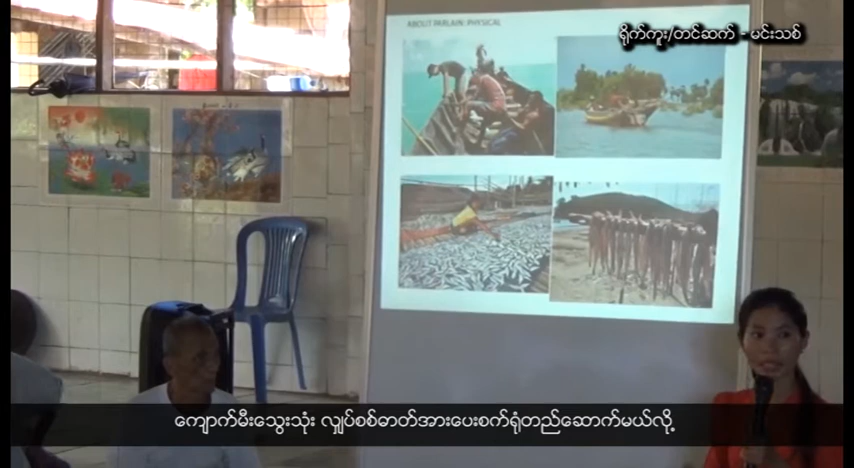 ABOUT PARLAIN: PHYSICAL
ရိုက်ကူး/တင်ဆက် - မင်းသစ်
ကျောက်မီးသွေးသုံး လျှပ်စစ်ဓာတ်အားပေးစက်ရုံတည်ဆောက်မယ်လို့